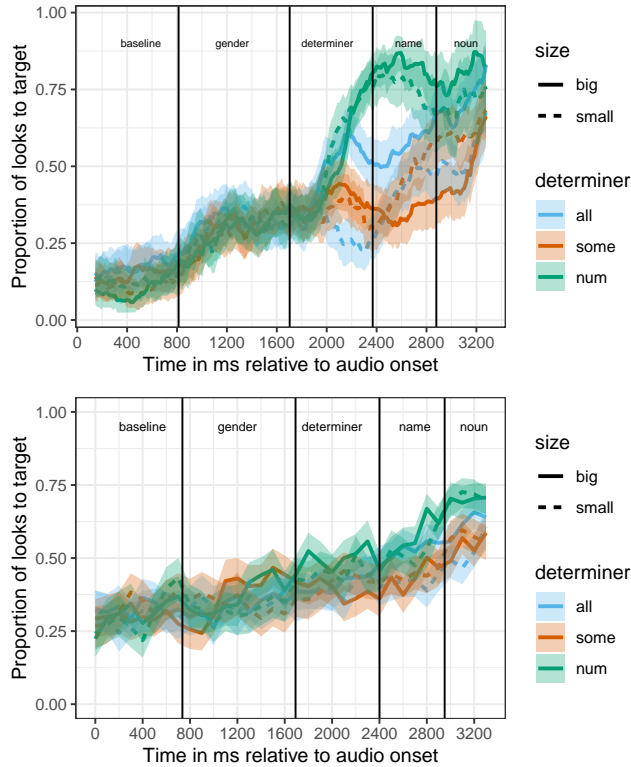 1.00
0.75
0.50
0.25
0.00
Proportion of looks to target
baseline gender determiner name noun
0 400 800 1200 1600 2000 2400 2800 3200
Time in ms relative to audio onset
size
big
small
determiner
all
some
num
1.00
0.75
0.50
0.25
0.00
Proportion of looks to target
baseline gender determiner name noun
0 400 800 1200 1600 2000 2400 2800 3200
Time in ms relative to audio onset
size
big
small
determiner
all
some
num